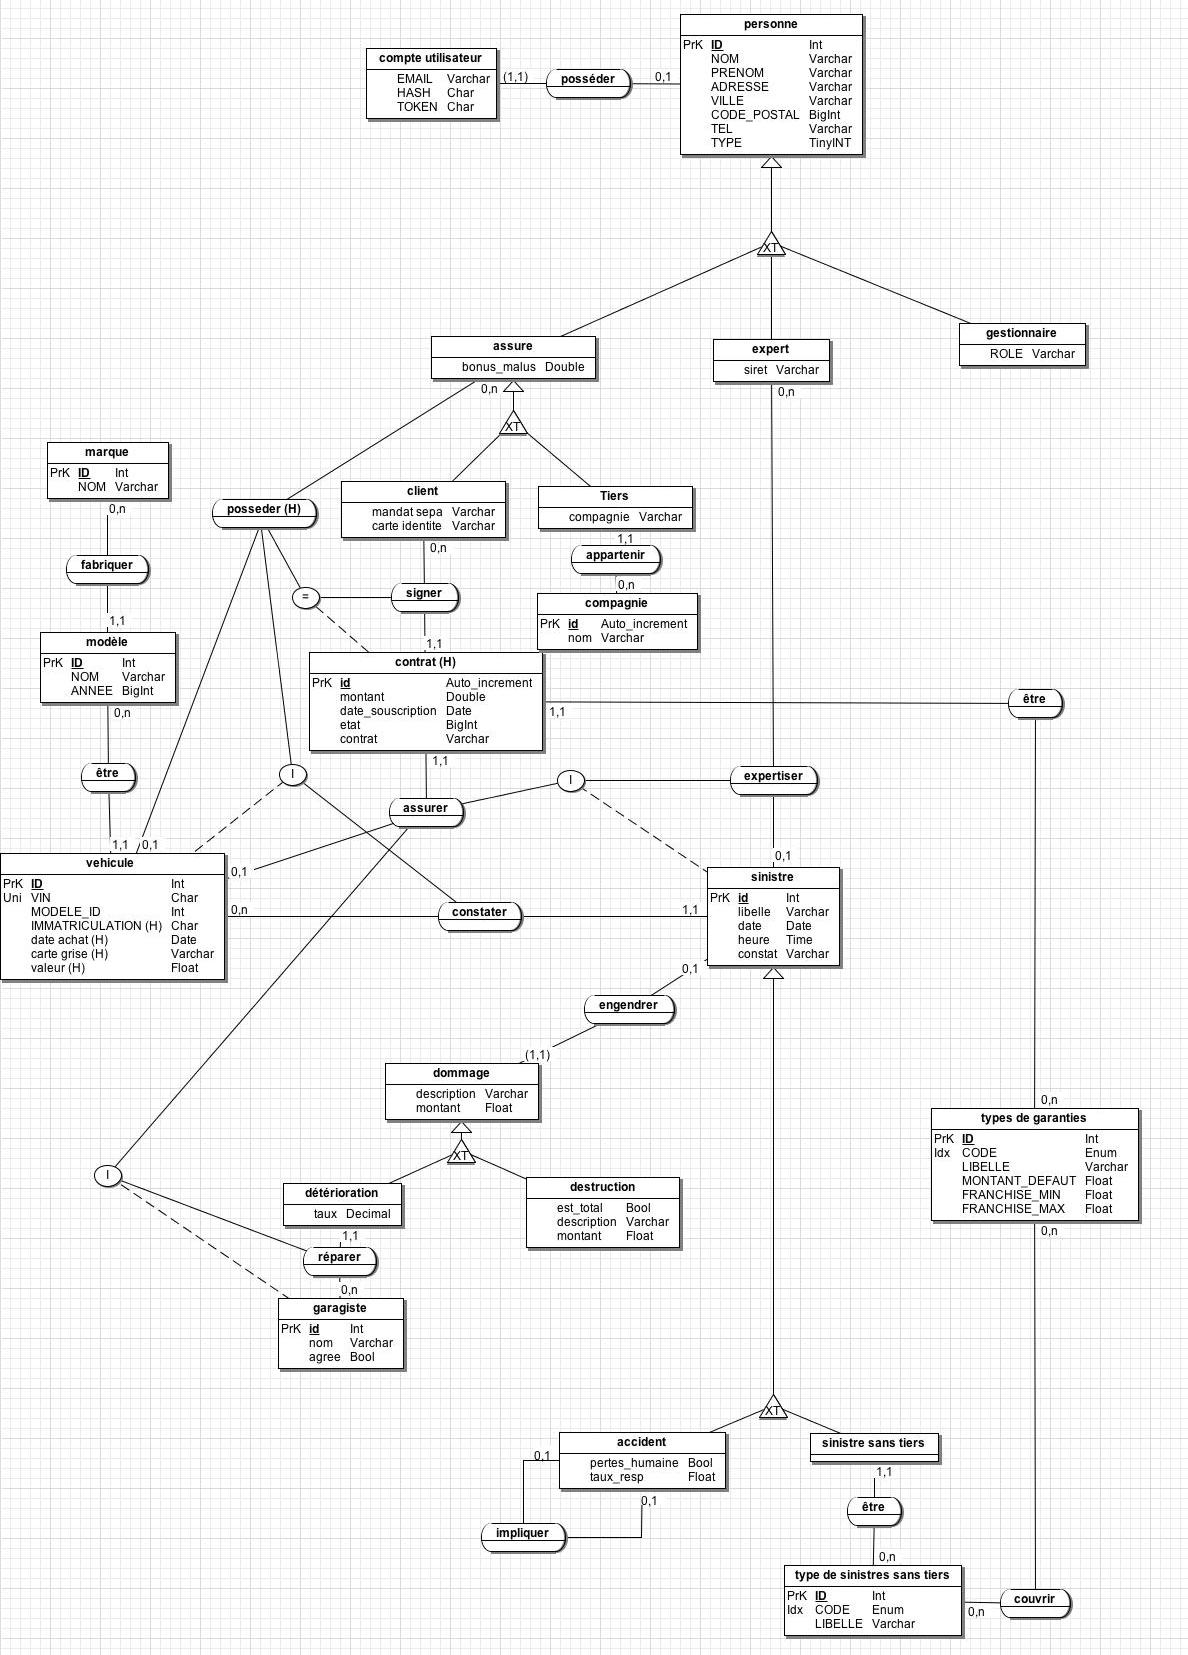 personne
PrK ID Int
NOM Varchar
PRENOM Varchar
ADRESSE Varchar
VILLE Varchar
CODE_POSTAL BigInt
TEL Varchar
TYPE TinyINT
compte utilisateur
EMAIL Varchar
HASH Char
TOKEN Char
(1,1)
posséder
0,1
XT
assure
bonus_malus Double
0,n
expert
siret Varchar
0,n
gestionnaire
ROLE Varchar
XT
marque
PrK ID Int
NOM Varchar
0,n
fabriquer
1,1
posseder (H)
client
mandat sepa Varchar
carte identite Varchar
0,n
Tiers
compagnie Varchar
1,1
appartenir
0,n
=
signer
1,1
compagnie
PrK id Auto_increment
nom Varchar
modèle
PrK ID Int
NOM Varchar
ANNEE BigInt
0,n
contrat (H)
PrK id Auto_increment
montant Double
date_souscription Date
etat BigInt
contrat Varchar
1,1
1,1
être
être
I
I
expertiser
assurer
1,1
0,1
0,1
vehicule
PrK ID Int
Uni VIN Char
MODELE_ID Int
IMMATRICULATION (H) Char
date achat (H) Date
carte grise (H) Varchar
valeur (H) Float
0,1
0,n
constater
1,1
sinistre
PrK id Int
libelle Varchar
date Date
heure Time
constat Varchar
0,1
engendrer
(1,1)
dommage
description Varchar
montant Float
XT
0,n
types de garanties
PrK ID Int
Idx CODE Enum
LIBELLE Varchar
MONTANT_DEFAUT Float
FRANCHISE_MIN Float
FRANCHISE_MAX Float
0,n
I
détérioration
taux Decimal
1,1
destruction
est_total Bool
description Varchar
montant Float
réparer
0,n
garagiste
PrK id Int
nom Varchar
agree Bool
XT
accident
pertes_humaine Bool
taux_resp Float
0,1
0,1
impliquer
sinistre sans tiers
1,1
être
0,n
type de sinistres sans tiers
PrK ID Int
Idx CODE Enum
LIBELLE Varchar
0,n
couvrir